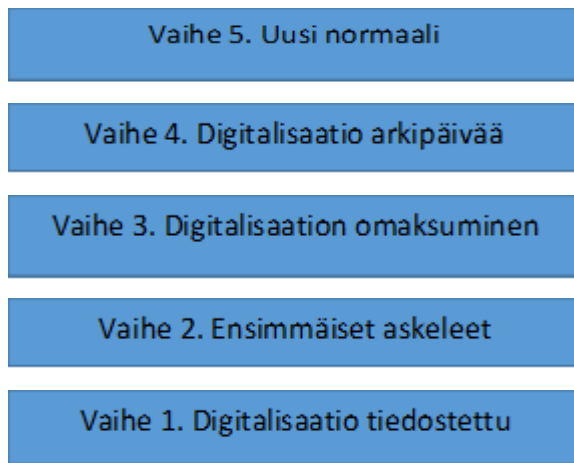 Vaihe 5. Uusi normaali
Vaihe 4. Digitalisaatio arkipäivää
Vaihe 3. Digitalisaation omaksuminen
Vaihe 2. Ensimmäiset askeleet
Vaihe 1. Digitalisaatio tiedostettu